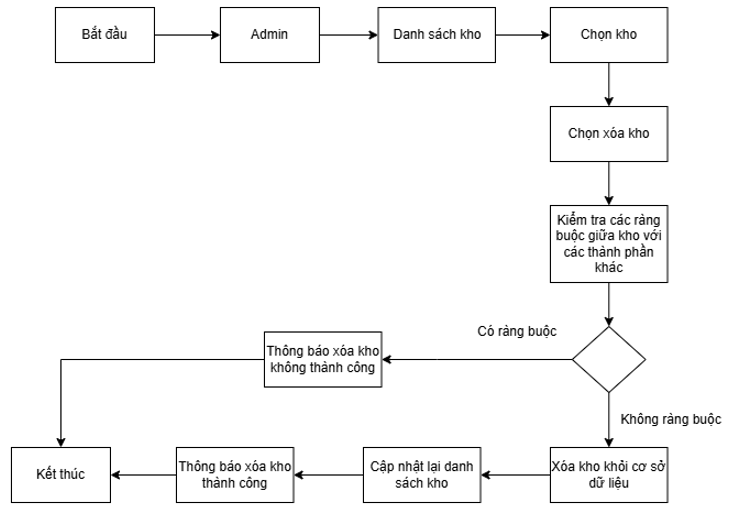 Bắt đầu
Admin
Danh sách kho
Chọn kho
Chọn xóa kho
Kiểm tra các ràng
buộc giữa kho với
các thành phần
khác
Có ràng buộc
Thông báo xóa kho
không thành công
Không ràng buộc
Xóa kho khỏi cơ sở
dữ liệu
Cập nhật lại danh
sách kho
Thông báo xóa kho
thành công
Kết thúc